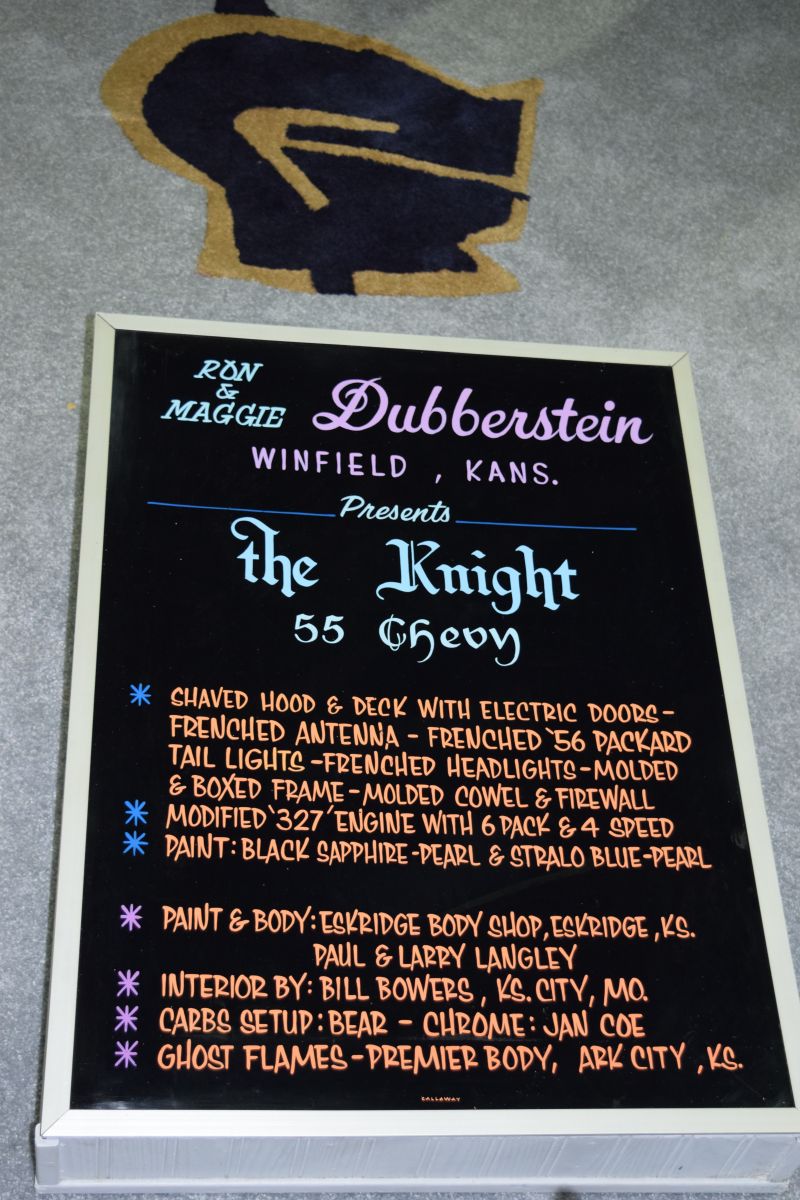 RON
&
MAGGIE Dubberstein
WINFIELD , KANS.
Presents
the Knight
55 Chevy
* SHAVED HOOD & DECK WITH ELECTRIC DOORS-
FRENCHED ANTENNA - FRENCHED '56 PACKARD
TAIL LIGHTS -FRENCHED HEADLIGHTS-MOLDED
& BOXED FRAME-MOLDED COWEL & FIREWALL
* MODIFIED '327' ENGINE WITH 6 PACK & 4 SPEED
* PAINT: BLACK SAPPHIRE-PEARL & STRALO BLUE-PEARL
* PAINT & BODY: ESKRIDGE BODY SHOP, ESKRIDGE , KS.
PAUL & LARRY LANGLEY
* INTERIOR BY: BILL BOWERS , KS. CITY, MO.
* CARBS SETUP: BEAR - CHROME: JAN COE
* GHOST FLAMES-PREMIER BODY, ARK CITY , KS.
CALLAWAY